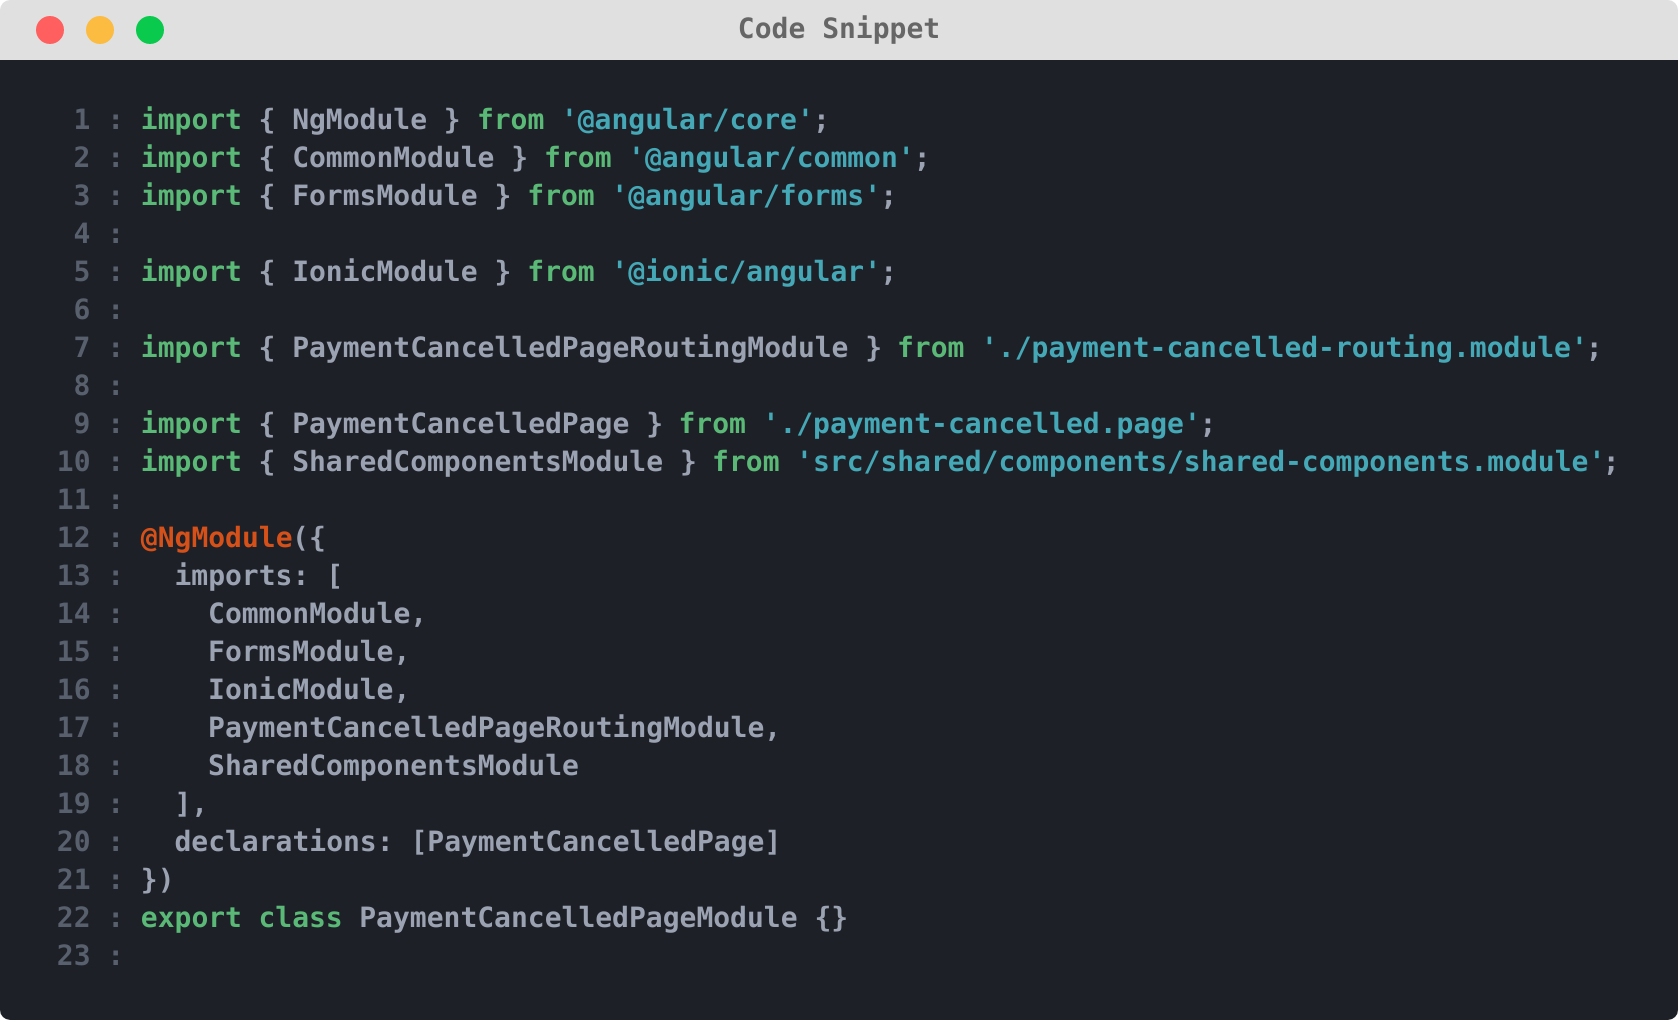 Code Snippet
1 : import { NgModule } from '@angular/core';
2 : import { CommonModule } from '@angular/common';
3 : import { FormsModule } from '@angular/forms';
4 :
5 : import { IonicModule } from '@ionic/angular';
6 :
7 : import { PaymentCancelledPageRoutingModule } from './payment-cancelled-routing.module';
8 :
9 : import { PaymentCancelledPage } from './payment-cancelled.page';
10 : import { SharedComponentsModule } from 'src/shared/components/shared-components.module';
11 :
12 : @NgModule({
13 :   imports: [
14 :     CommonModule,
15 :     FormsModule,
16 :     IonicModule,
17 :     PaymentCancelledPageRoutingModule,
18 :     SharedComponentsModule
19 :   ],
20 :   declarations: [PaymentCancelledPage]
21 : })
22 : export class PaymentCancelledPageModule {}
23 :